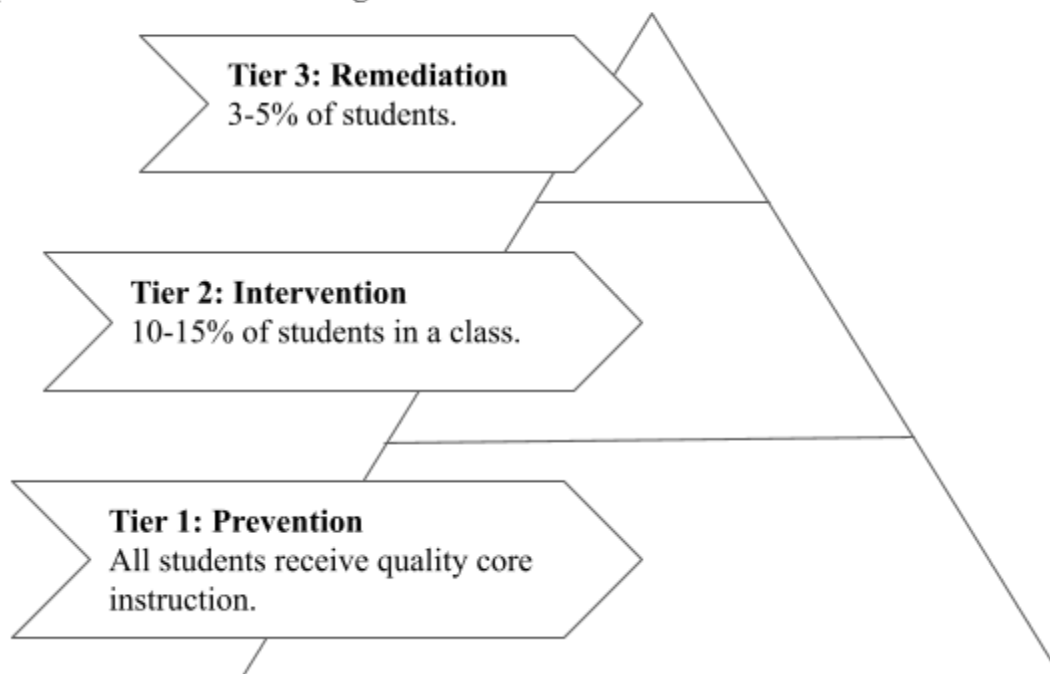 Tier 3: Remediation
3-5% of students.
Tier 2: Intervention
10-15% of students in a class.
Tier 1: Prevention
All students receive quality core
instruction.